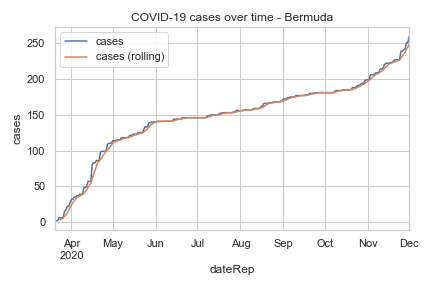 COVID-19 cases over time - Bermuda
cases
cases (rolling)
250
200
150
100
50
0
cases
Apr May Jun Jul Aug Sep Oct Nov Dec
2020
dateRep